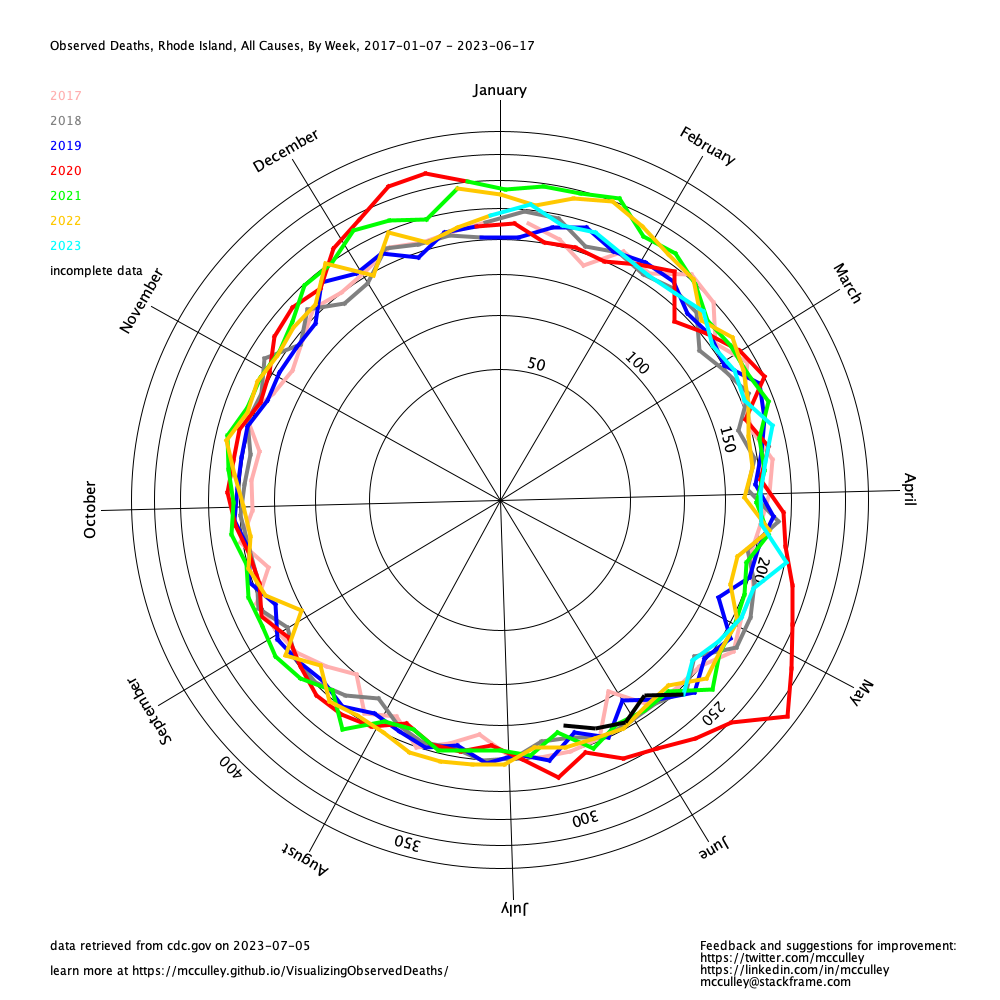 Observed Deaths, Rhode Island, All Causes, By Week, 2017-01-07 - 2023-06-17
January
2017
2018
2019
2020
2021
2022
2023
incomplete data
December
February
November
March
50
100
150
October
April
200
September
May
250
400
300
350
August
June
July
data retrieved from cdc.gov on 2023-07-05
learn more at https://mcculley.github.io/VisualizingObservedDeaths/
Feedback and suggestions for improvement:
https://twitter.com/mcculley
https://linkedin.com/in/mcculley
mcculley@stackframe.com